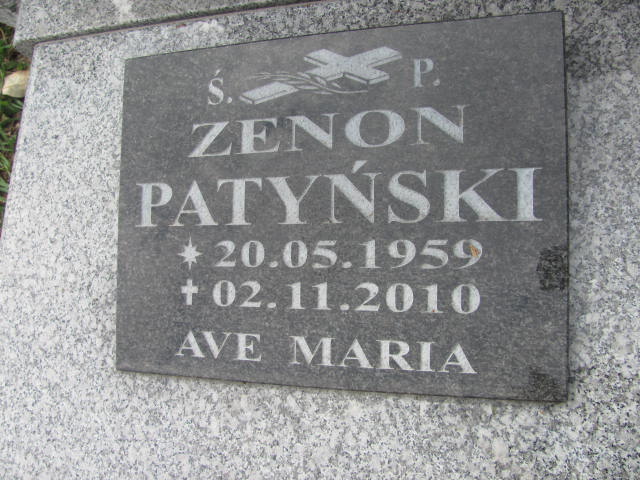 Ś. P.
ZENON
PATYŃSKI
* 20.05.1959
✝ 02.11.2010
AVE MARIA